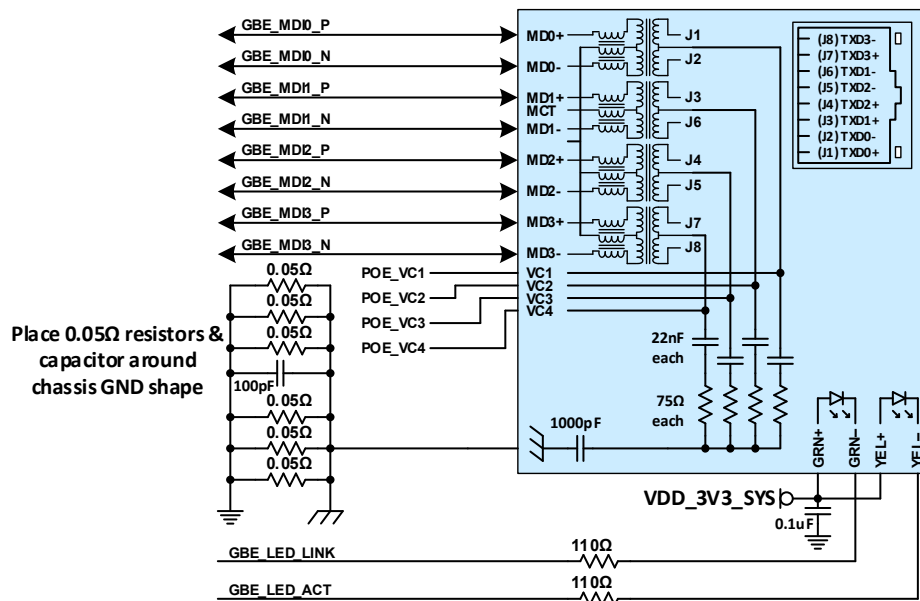 GBE_MDI0_P
GBE_MDI0_N
GBE_MDI1_P
GBE_MDI1_N
GBE_MDI2_P
GBE_MDI2_N
GBE_MDI3_P
GBE_MDI3_N
MD0+
MD0-
MD1+
MCT
MD1-
MD2+
MD2-
MD3+
MD3-
J1
J2
J3
J6
J4
J5
J7
J8
(J8) TXD3-
(J7) TXD3+
(J6) TXD1-
(J5) TXD2-
(J4) TXD2+
(J3) TXD1+
(J2) TXD0-
(J1) TXD0+
POE_VC1
POE_VC2
POE_VC3
POE_VC4
VC1
VC2
VC3
VC4
0.05Ω
0.05Ω
0.05Ω
100pF
0.05Ω
0.05Ω
0.05Ω
Place 0.05Ω resistors &
capacitor around
chassis GND shape
22nF
each
75Ω
each
1000pF
GRN+
GRN-
YEL+
YEL-
VDD_3V3_SYS
0.1uF
GBE_LED_LINK
110Ω
GBE_LED_ACT
110Ω